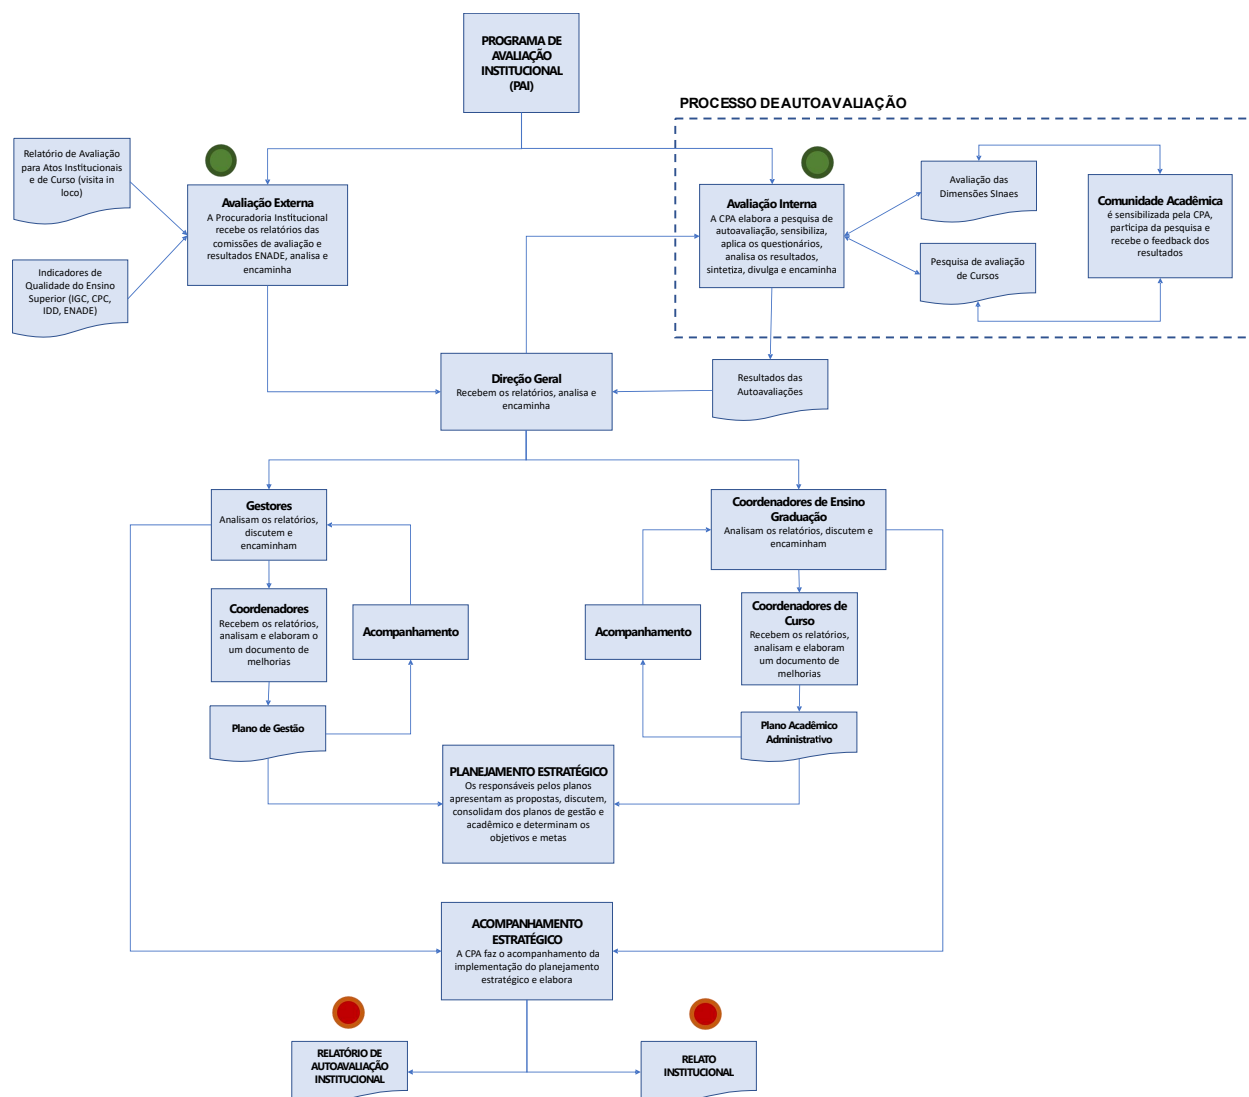 PROGRAMA DE
AVALIAÇÃO
INSTITUCIONAL
(PAI)
PROCESSO DE AUTOAVALIAÇÃO
Relatório de Avaliação
para Atos Institucionais
e de Curso (visita in
loco)
Avaliação Externa
A Procuradoria Institucional
recebe os relatórios das
comissões de avaliação e
resultados ENADE, analisa e
encaminha
Avaliação Interna
A CPA elabora a pesquisa de
autoavaliação, sensibiliza,
aplica os questionários,
analisa os resultados,
sintetiza, divulga e encaminha
Avaliação das
Dimensões SInaes
Comunidade Acadêmica
é sensibilizada pela CPA,
participa da pesquisa e
recebe o feedback dos
resultados
Indicadores de
Qualidade do Ensino
Superior (IGC, CPC,
IDD, ENADE)
Pesquisa de avaliação
de Cursos
Direção Geral
Recebem os relatórios, analisa e
encaminha
Resultados das
Autoavaliações
Gestores
Analisam os relatórios,
discutem e
encaminham
Coordenadores de Ensino
Graduação
Analisam os relatórios, discutem e
encaminham
Coordenadores
Recebem os relatórios,
analisam e elaboram o
um documento de
melhorias
Acompanhamento
Acompanhamento
Coordenadores de
Curso
Recebem os relatórios,
analisam e elaboram
um documento de
melhorias
Plano de Gestão
Plano Acadêmico
Administrativo
PLANEJAMENTO ESTRATÉGICO
Os responsáveis pelos planos
apresentam as propostas, discutem,
consolidam dos planos de gestão e
acadêmico e determinam os
objetivos e metas
ACOMPANHAMENTO
ESTRATÉGICO
A CPA faz o acompanhamento da
implementação do planejamento
estratégico e elabora
RELATÓRIO DE
AUTOAVALIAÇÃO
INSTITUCIONAL
RELATO
INSTITUCIONAL